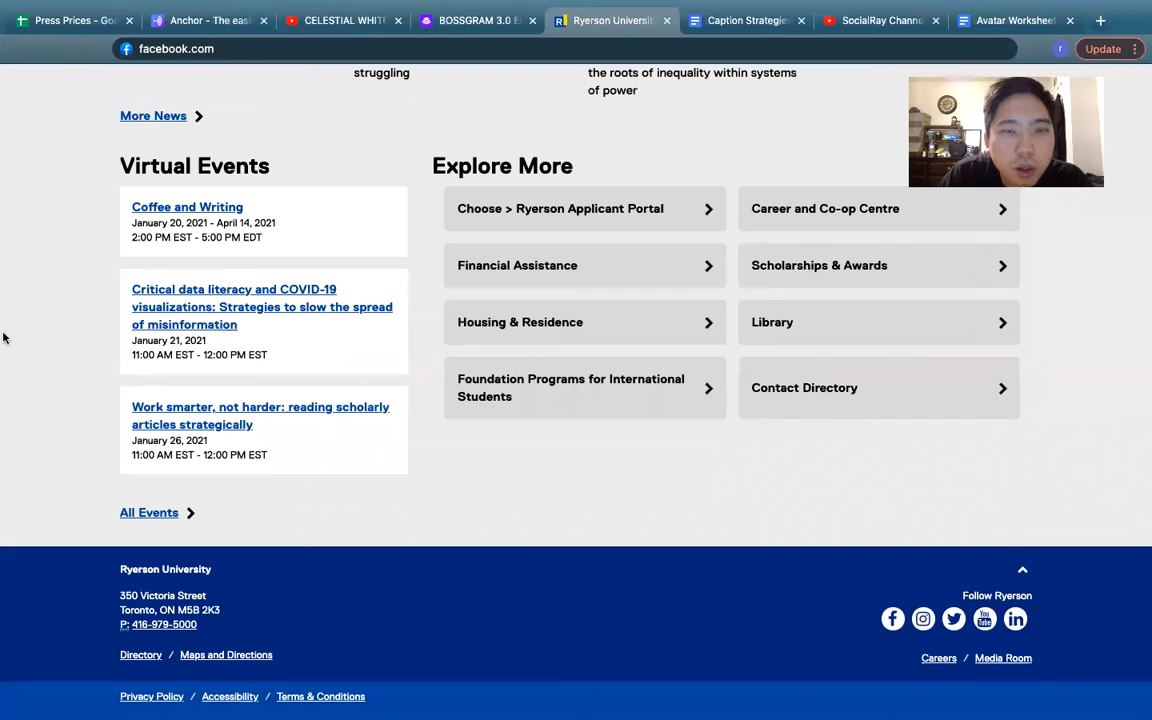 Press Prices - Goo
Anchor - The easi
CELESTIAL WHITE
BOSSGRAM 3.0 E
Ryerson Universit
Caption Strategies
SocialRay Channe
Avatar Worksheet
facebook.com
r
Update
struggling
the roots of inequality within systems
of power
More News
Virtual Events
Explore More
Coffee and Writing
January 20, 2021 - April 14, 2021
2:00 PM EST - 5:00 PM EDT
Critical data literacy and COVID-19
visualizations: Strategies to slow the spread
of misinformation
January 21, 2021
11:00 AM EST - 12:00 PM EST
Work smarter, not harder: reading scholarly
articles strategically
January 26, 2021
11:00 AM EST - 12:00 PM EST
All Events
Choose > Ryerson Applicant Portal
Career and Co-op Centre
Financial Assistance
Scholarships & Awards
Housing & Residence
Library
Foundation Programs for International
Students
Contact Directory
Ryerson University
350 Victoria Street
Toronto, ON M5B 2K3
P: 416-979-5000
Directory / Maps and Directions
Follow Ryerson
You Tube
in
Careers / Media Room
Privacy Policy / Accessibility / Terms & Conditions